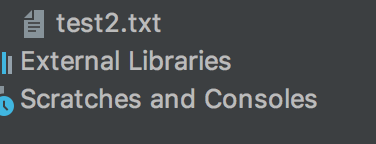 test2.txt
External Libraries
Scratches and Consoles